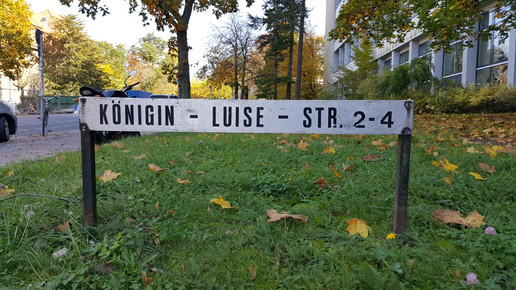 KÖNIGIN - LUISE - STR. 2-4